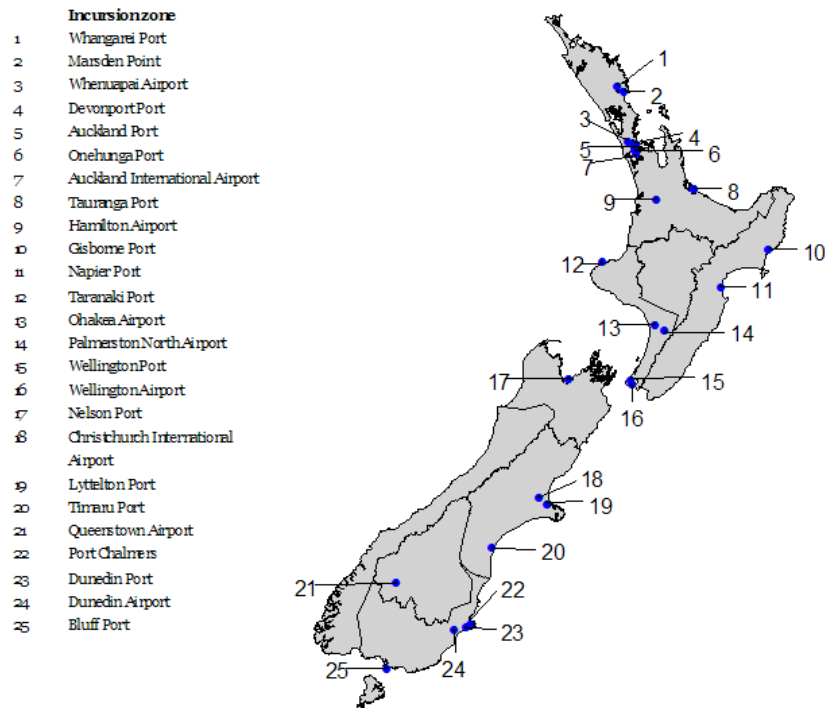 Incursion zone
1 Whangarei Port
2 Marsden Point
3 Whenuapai Airport
4 Devonport Port
5 Auckland Port
6 Onehunga Port
7 Auckland International Airport
8 Tauranga Port
9 Hamilton Airport
10 Gisborne Port
11 Napier Port
12 Taranaki Port
13 Ohakea Airport
14 Palmerston North Airport
15 Wellington Port
16 Wellington Airport
17 Nelson Port
18 Christchurch International
Airport
19 Lyttelton Port
20 Timaru Port
21 Queenstown Airport
22 Port Chalmers
23 Dunedin Port
24 Dunedin Airport
25 Bluff Port
1
2
3
4
5
6
7
8
9
10
12
11
13
14
17
15
16
18
19
20
21
22
23
24
25